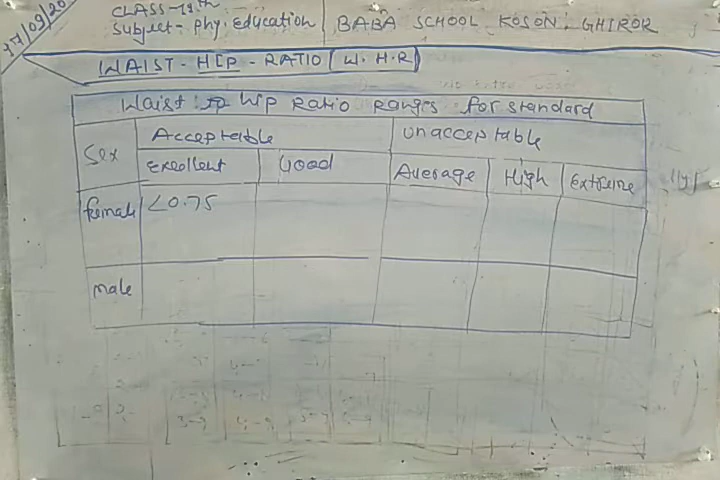 17/09/20
CLASS-12th
Subject- Phy. education | BABA SCHOOL KOSON, GHIROR
WAIST - HIP - RATIO (W.H.R)
Waist to hip Ratio Ranges for standard
Sex Acceptable unacceptable
Excellent Good Average High Extreme
female <0.75
male